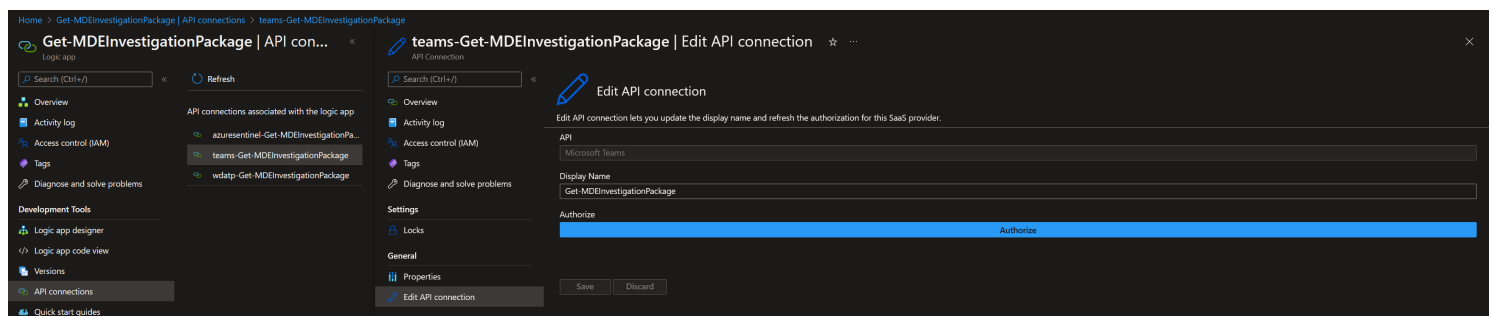 Home > Get-MDEInvestigationPackage | API connections > teams-Get-MDEInvestigationPackage
Get-MDEInvestigationPackage | API con...
Logic app
Search (Ctrl+/)
Overview
Activity log
Access control (IAM)
Tags
Diagnose and solve problems
Development Tools
Logic app designer
Logic app code view
Versions
API connections
Quick start guides
Refresh
API connections associated with the logic app
azuresentinel-Get-MDEInvestigationPa...
teams-Get-MDEInvestigationPackage
wdatp-Get-MDEInvestigationPackage
teams-Get-MDEInvestigationPackage | Edit API connection
API Connection
Search (Ctrl+/)
Overview
Activity log
Access control (IAM)
Tags
Diagnose and solve problems
Settings
Locks
General
Properties
Edit API connection
Edit API connection
Edit API connection lets you update the display name and refresh the authorization for this SaaS provider.
API
Microsoft Teams
Display Name
Get-MDEInvestigationPackage
Authorize
Authorize
Save Discard